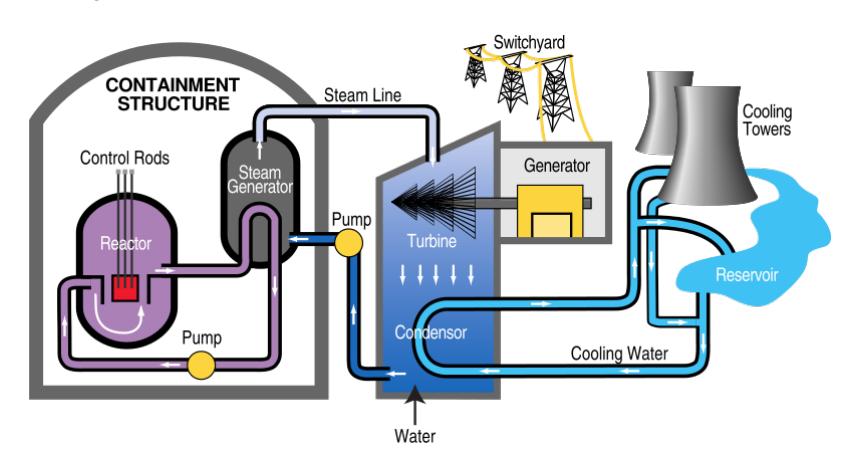 Switchyard
CONTAINMENT
STRUCTURE
Steam Line
Cooling
Towers
Control Rods
Steam
Generator
Generator
Pump
Reactor
Turbine
Reservoir
Condensor
Pump
Cooling Water
Water